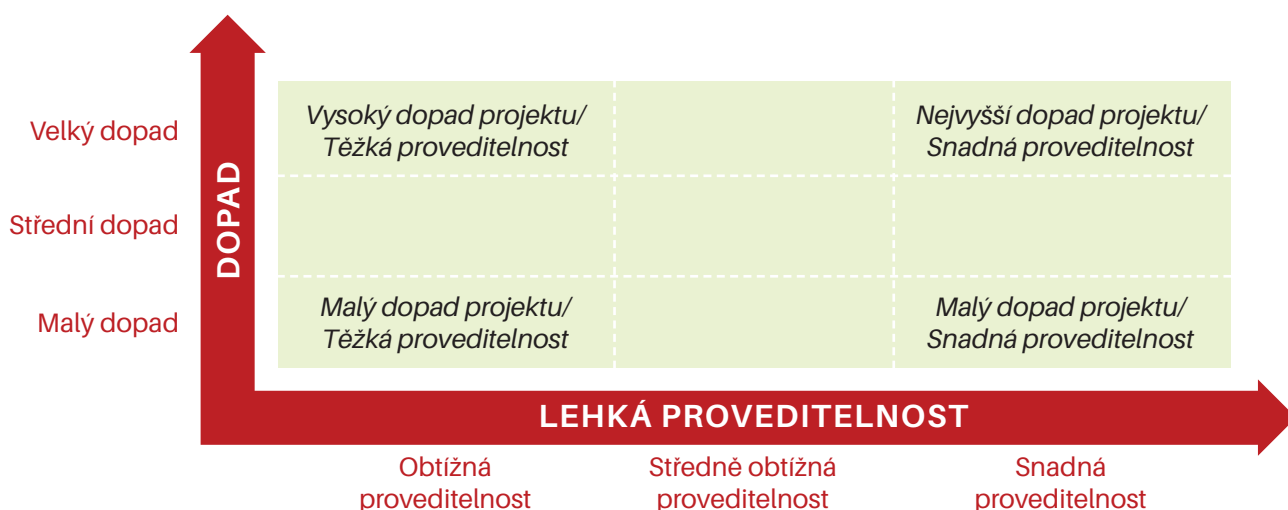 Velký dopad
Vysoký dopad projektu/
Těžká proveditelnost
Nejvyšší dopad projektu/
Snadná proveditelnost
Střední dopad
DOPAD
Malý dopad
Malý dopad projektu/
Těžká proveditelnost
Malý dopad projektu/
Snadná proveditelnost
LEHKÁ PROVEDITELNOST
Obtížná
proveditelnost
Středně obtížná
proveditelnost
Snadná
proveditelnost